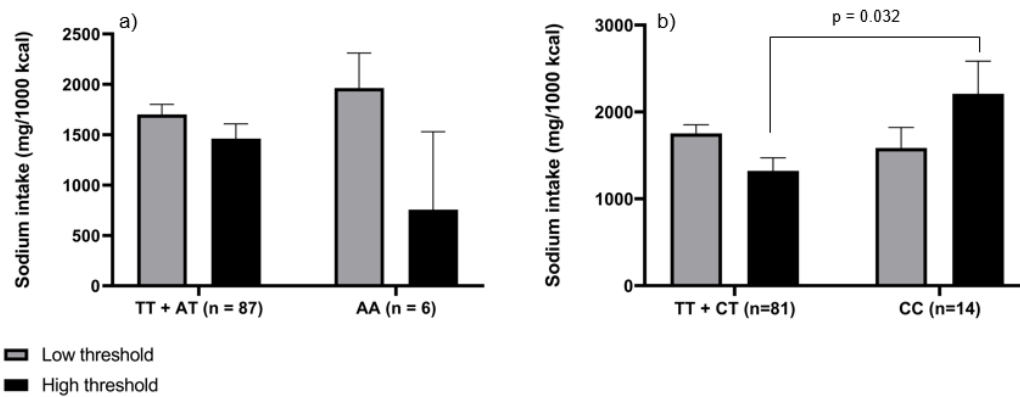 a)
Sodium intake (mg/1000 kcal)
2500
2000
1500
1000
500
0
TT + AT (n = 87)
AA (n = 6)
b)
p = 0.032
Sodium intake (mg/1000 kcal)
3000
2000
1000
0
TT + CT (n=81)
CC (n=14)
Low threshold
High threshold